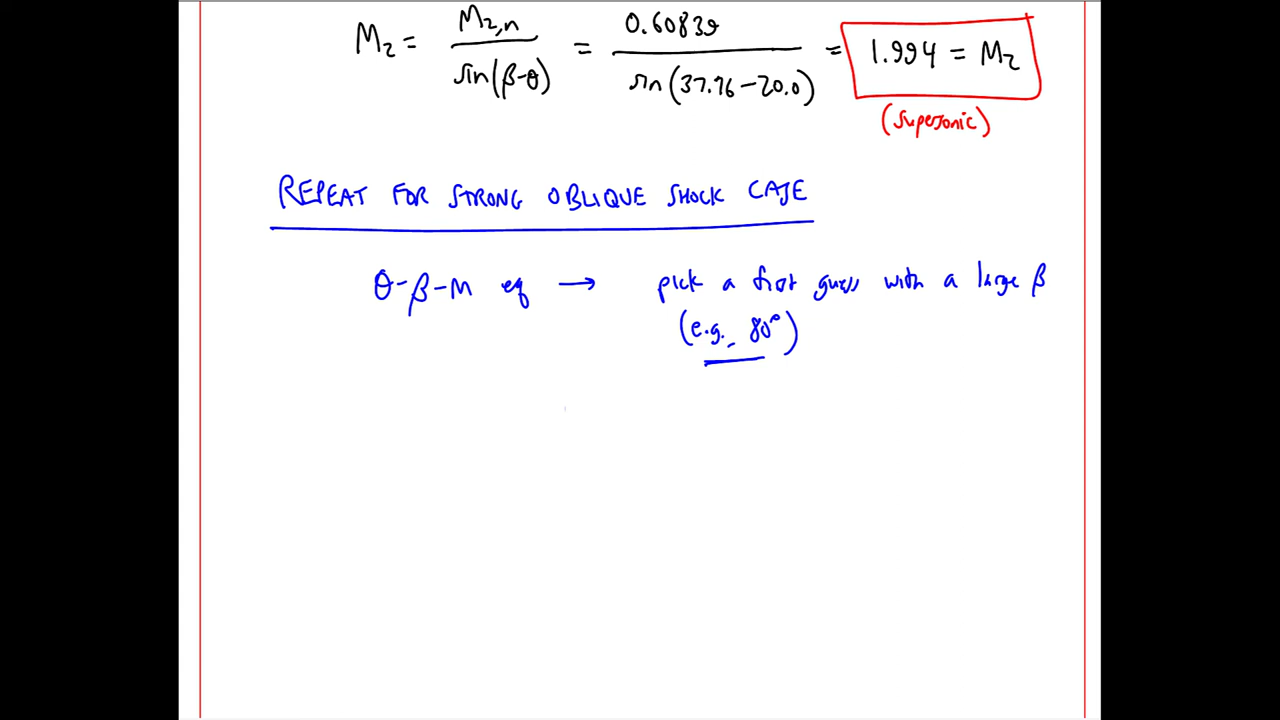 M2 = M2,n / sin(β-θ) = 0.60839 / sin(37.76-20.0) = 1.994 = M2
(supersonic)
REPEAT FOR STRONG OBLIQUE SHOCK CASE
θ-β-M eq → pick a first guess with a large β
(e.g. 80°)